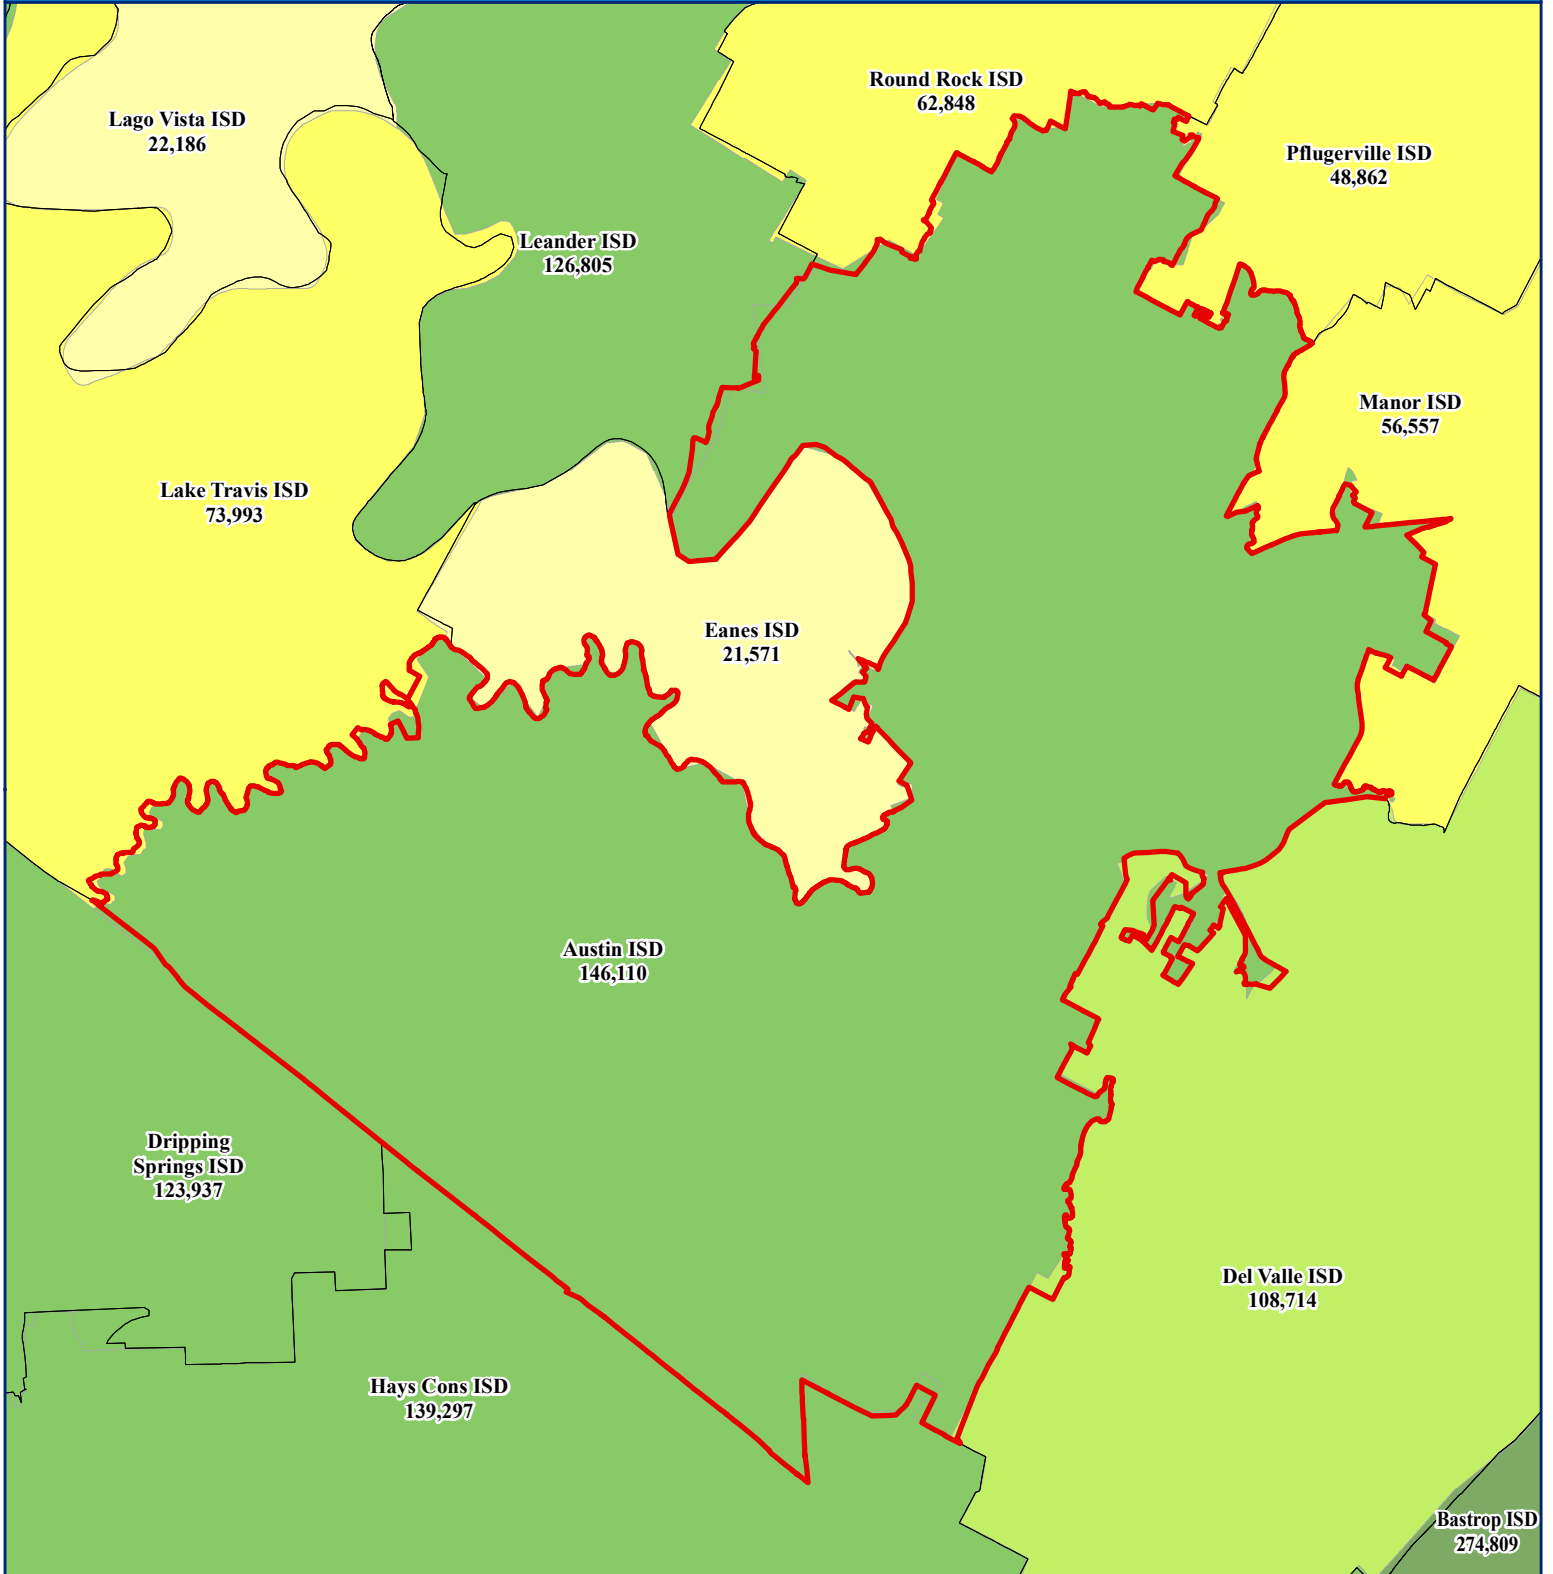 Round Rock ISD
62,848
Lago Vista ISD
22,186
Pflugerville ISD
48,862
Leander ISD
126,805
Manor ISD
56,557
Lake Travis ISD
73,993
Eanes ISD
21,571
Austin ISD
146,110
Dripping
Springs ISD
123,937
Del Valle ISD
108,714
Hays Cons ISD
139,297
Bastrop ISD
274,809